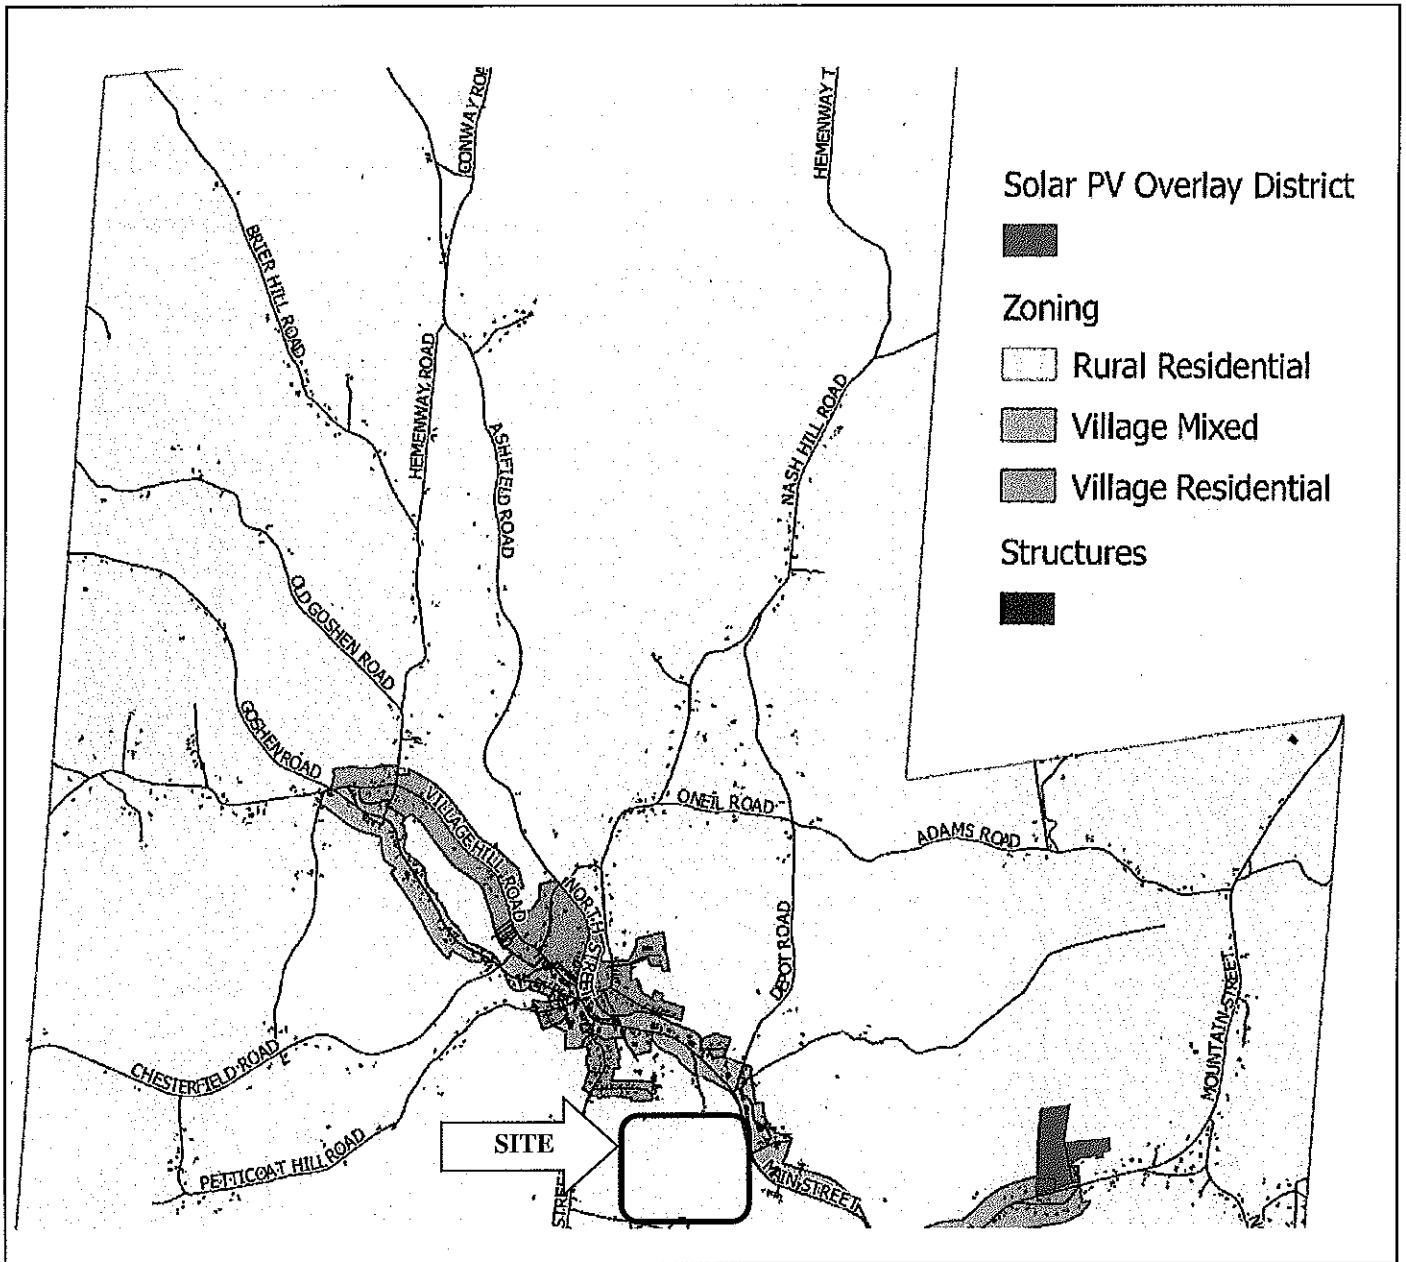 CONWAY ROA
HEMENWAY T
Solar PV Overlay District
BRIER HILL ROAD
Zoning
Rural Residential
HEMENWAY ROAD
NASH HILL ROAD
Village Mixed
ASHFIELD ROAD
Village Residential
Structures
OLD GOSHEN ROAD
GOSHEN ROAD
VILLAGE HILL ROAD
ONEIL ROAD
ADAMS ROAD
NORTH STREET
DEPOT ROAD
MOUNTAIN STREET
CHESTERFIELD ROAD
SITE
PETTICOAT HILL ROAD
MAIN STREET
STREE